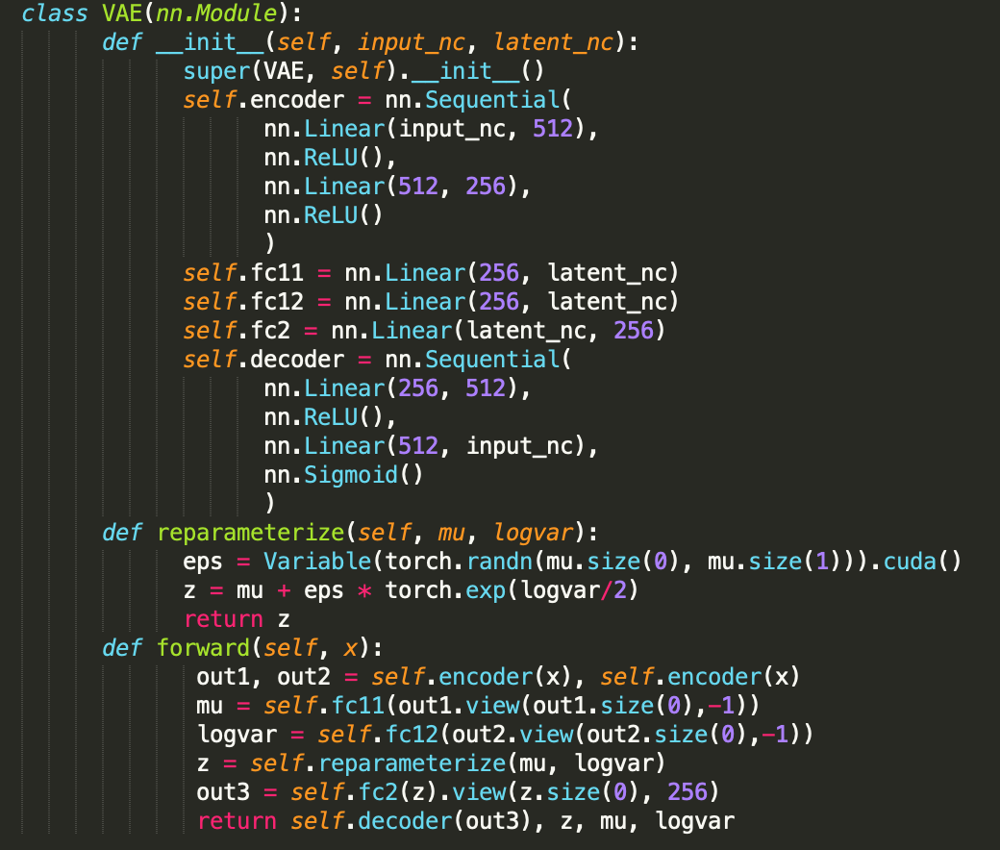 class VAE(nn.Module):
def __init__(self, input_nc, latent_nc):
super(VAE, self).__init__()
self.encoder = nn.Sequential(
nn.Linear(input_nc, 512),
nn.ReLU(),
nn.Linear(512, 256),
nn.ReLU()
)
self.fc11 = nn.Linear(256, latent_nc)
self.fc12 = nn.Linear(256, latent_nc)
self.fc2 = nn.Linear(latent_nc, 256)
self.decoder = nn.Sequential(
nn.Linear(256, 512),
nn.ReLU(),
nn.Linear(512, input_nc),
nn.Sigmoid()
)
def reparameterize(self, mu, logvar):
eps = Variable(torch.randn(mu.size(0), mu.size(1))).cuda()
z = mu + eps * torch.exp(logvar/2)
return z
def forward(self, x):
out1, out2 = self.encoder(x), self.encoder(x)
mu = self.fc11(out1.view(out1.size(0),-1))
logvar = self.fc12(out2.view(out2.size(0),-1))
z = self.reparameterize(mu, logvar)
out3 = self.fc2(z).view(z.size(0), 256)
return self.decoder(out3), z, mu, logvar